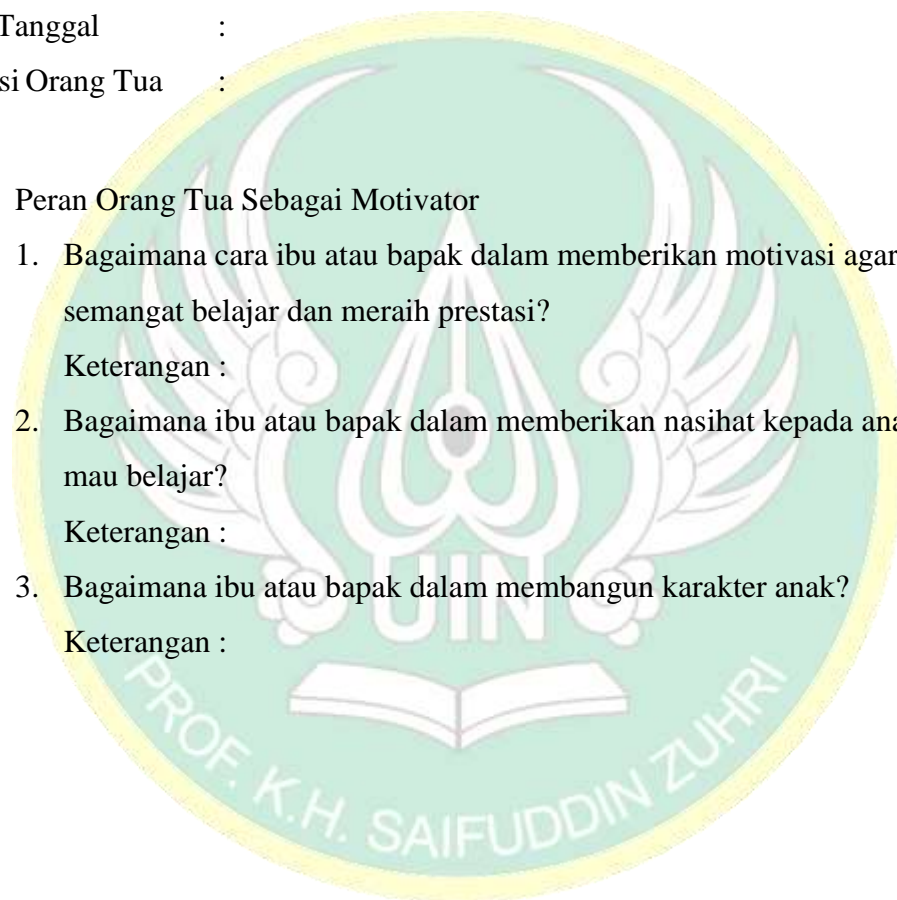 Tanggal :
si Orang Tua :
Peran Orang Tua Sebagai Motivator
1. Bagaimana cara ibu atau bapak dalam memberikan motivasi agar
semangat belajar dan meraih prestasi?
Keterangan :
2. Bagaimana ibu atau bapak dalam memberikan nasihat kepada ana
mau belajar?
Keterangan :
3. Bagaimana ibu atau bapak dalam membangun karakter anak?
Keterangan :
UIN
PROF. K.H. SAIFUDDIN ZUHRI